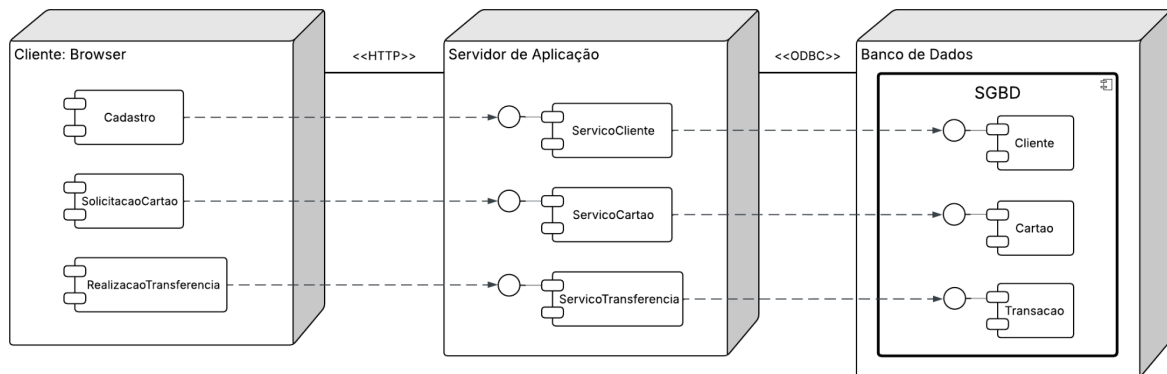 Cliente: Browser
<<HTTP>>
Servidor de Aplicação
<<ODBC>>
Banco de Dados
SGBD
Cadastro
ServicoCliente
Cliente
SolicitacaoCartao
ServicoCartao
Cartao
RealizacaoTransferencia
ServicoTransferência
Transacao